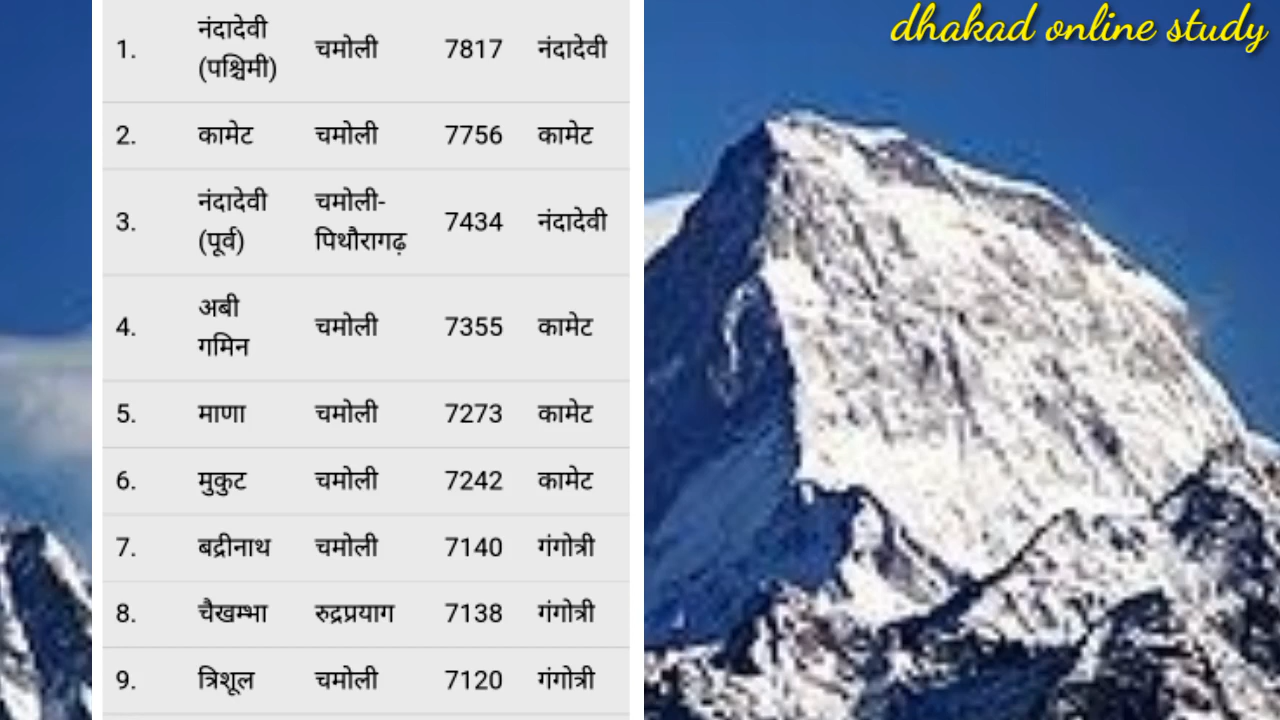 dhakad online study
1. नंदादेवी (पश्चिमी) चमोली 7817 नंदादेवी
2. कामेट चमोली 7756 कामेट
3. नंदादेवी (पूर्व) चमोली-पिथौरागढ़ 7434 नंदादेवी
4. अबी गमिन चमोली 7355 कामेट
5. माणा चमोली 7273 कामेट
6. मुकुट चमोली 7242 कामेट
7. बद्रीनाथ चमोली 7140 गंगोत्री
8. चैखम्भा रुद्रप्रयाग 7138 गंगोत्री
9. त्रिशूल चमोली 7120 गंगोत्री